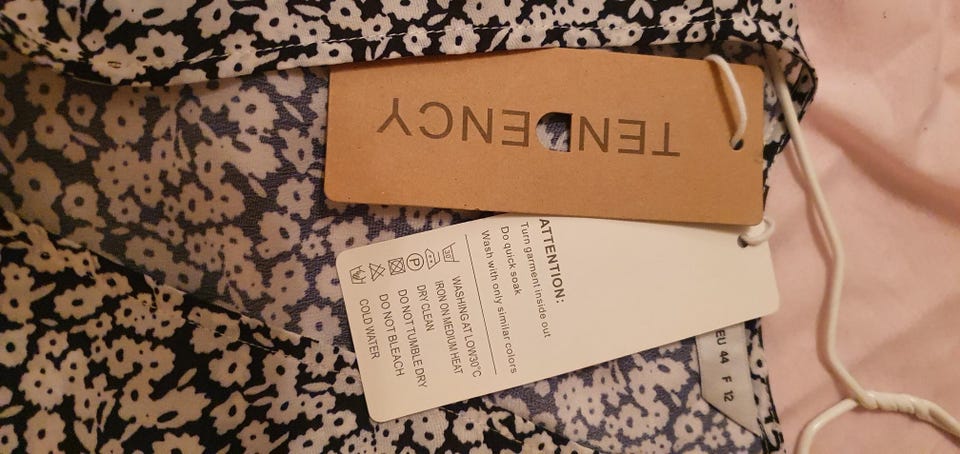 TENDENCY
ATTENTION:
Turn garment inside out
Do quick soak
Wash with only similar colors
30° WASHING AT LOW30°C
IRON ON MEDIUM HEAT
P DRY CLEAN
DO NOT TUMBLE DRY
DO NOT BLEACH
COLD WATER
EU 44 F 12